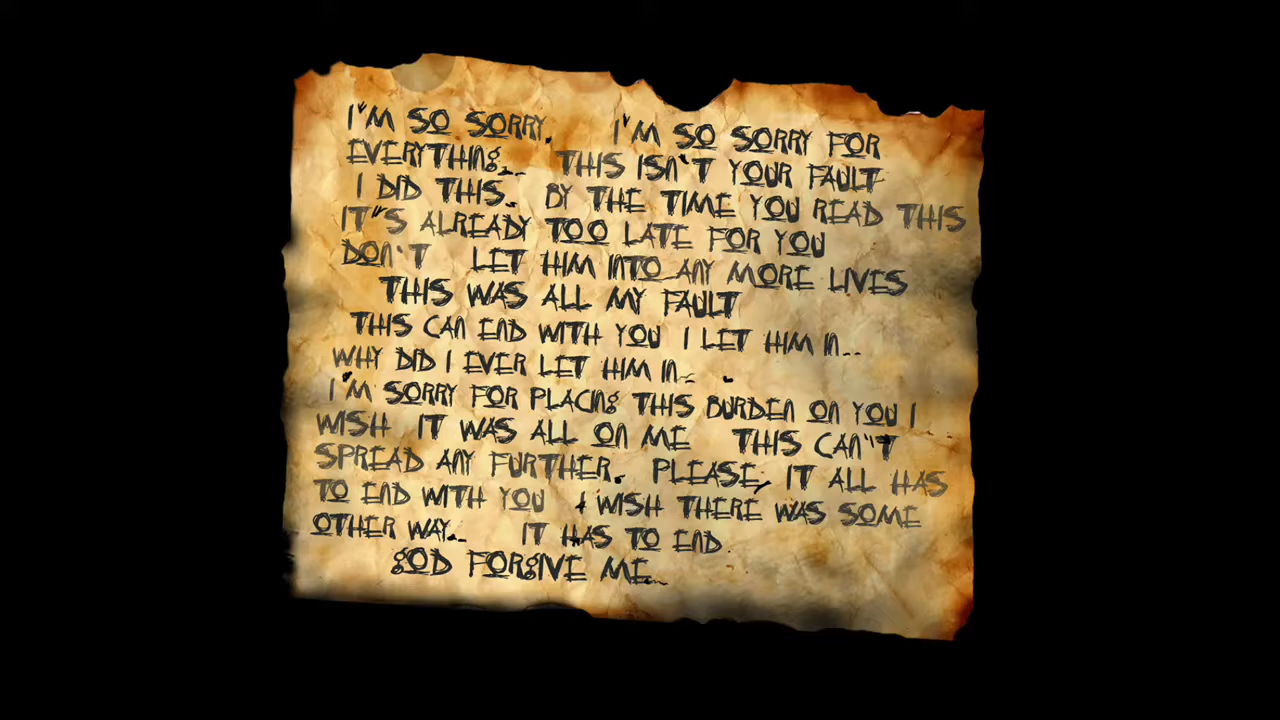 I'M SO SORRY. I'M SO SORRY FOR
EVERYTHING... THIS ISN'T YOUR FAULT
I DID THIS. BY THE TIME YOU READ THIS
IT"S ALREADY TOO LATE FOR YOU
DON'T LET HIM INTO ANY MORE LIVES
THIS WAS ALL MY FAULT
THIS CAN END WITH YOU I LET HIM IN..
WHY DID I EVER LET HIM IN..
I'M SORRY FOR PLACING THIS BURDEN ON YOU I
WISH IT WAS ALL ON ME THIS CAN'T
SPREAD ANY FURTHER. PLEASE, IT ALL HAS
TO END WITH YOU I WISH THERE WAS SOME
OTHER WAY.. IT HAS TO END.
GOD FORGIVE ME...